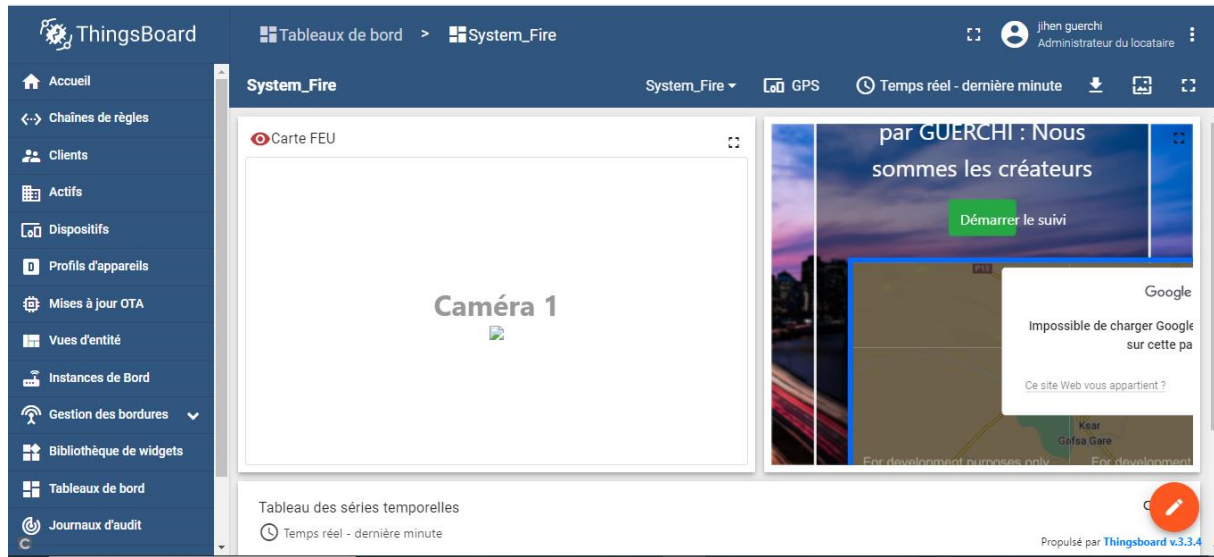 ThingsBoard
Tableaux de bord > System_Fire
jihen guerchi
Administrateur du locataire
Accueil
Chaînes de règles
Clients
Actifs
Dispositifs
Profils d'appareils
Mises à jour OTA
Vues d'entité
Instances de Bord
Gestion des bordures
Bibliothèque de widgets
Tableaux de bord
Journaux d'audit
System_Fire
System_Fire
GPS
Temps réel - dernière minute
Carte FEU
Caméra 1
par GUERCHI : Nous
sommes les créateurs
Démarrer le suivi
P15
Google
Impossible de charger Google
sur cette pa
Ce site Web vous appartient ?
Ksar
Gafsa Gare
For development purposes only
For development
Tableau des séries temporelles
Temps réel - dernière minute
Propulsé par Thingsboard v.3.3.4